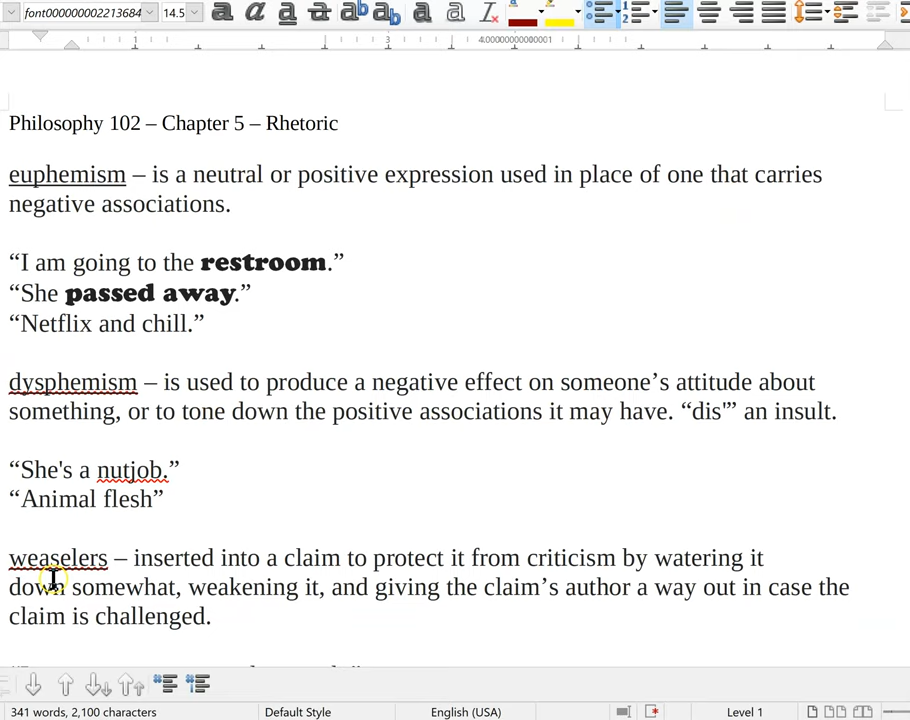 font000000002213684
14.5
1
3
4.00000000000001
Philosophy 102 – Chapter 5 – Rhetoric
euphemism – is a neutral or positive expression used in place of one that carries
negative associations.
“I am going to the restroom.”
“She passed away.”
“Netflix and chill.”
dysphemism – is used to produce a negative effect on someone’s attitude about
something, or to tone down the positive associations it may have. “dis'” an insult.
“She's a nutjob.”
“Animal flesh”
weaselers – inserted into a claim to protect it from criticism by watering it
down somewhat, weakening it, and giving the claim’s author a way out in case the
claim is challenged.
341 words, 2,100 characters
Default Style
English (USA)
Level 1